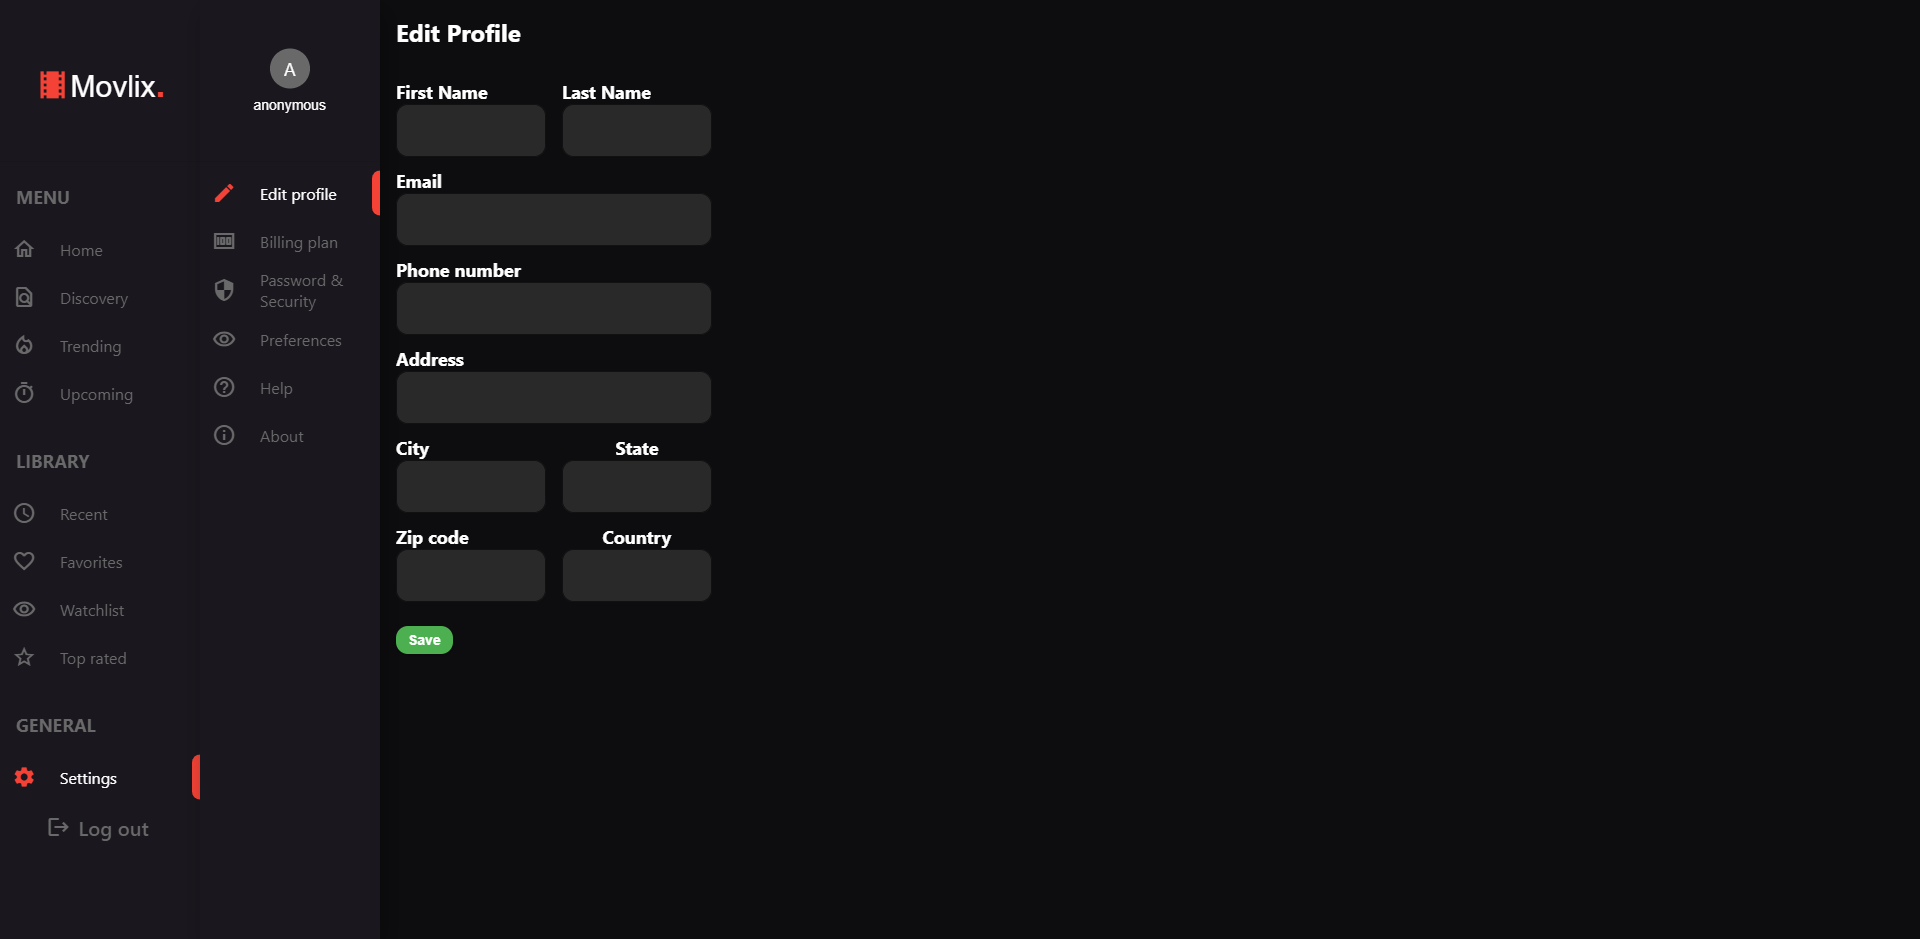 Movlix.
MENU
Home
Discovery
Trending
Upcoming
LIBRARY
Recent
Favorites
Watchlist
Top rated
GENERAL
Settings
Log out
A
anonymous
Edit profile
Billing plan
Password &
Security
Preferences
Help
About
Edit Profile
First Name Last Name
Email
Phone number
Address
City State
Zip code Country
Save